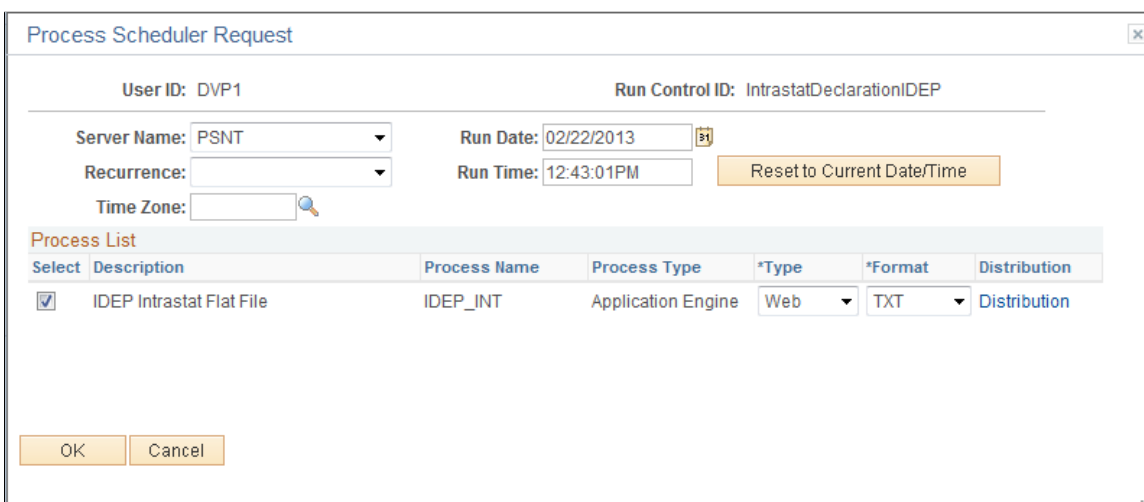 Process Scheduler Request
User ID: DVP1 Run Control ID: IntrastatDeclarationIDEP
Server Name: PSNT Run Date: 02/22/2013 31
Recurrence: Run Time: 12:43:01PM Reset to Current Date/Time
Time Zone:
Process List
Select Description Process Name Process Type *Type *Format Distribution
IDEP Intrastat Flat File IDEP_INT Application Engine Web TXT Distribution
OK Cancel